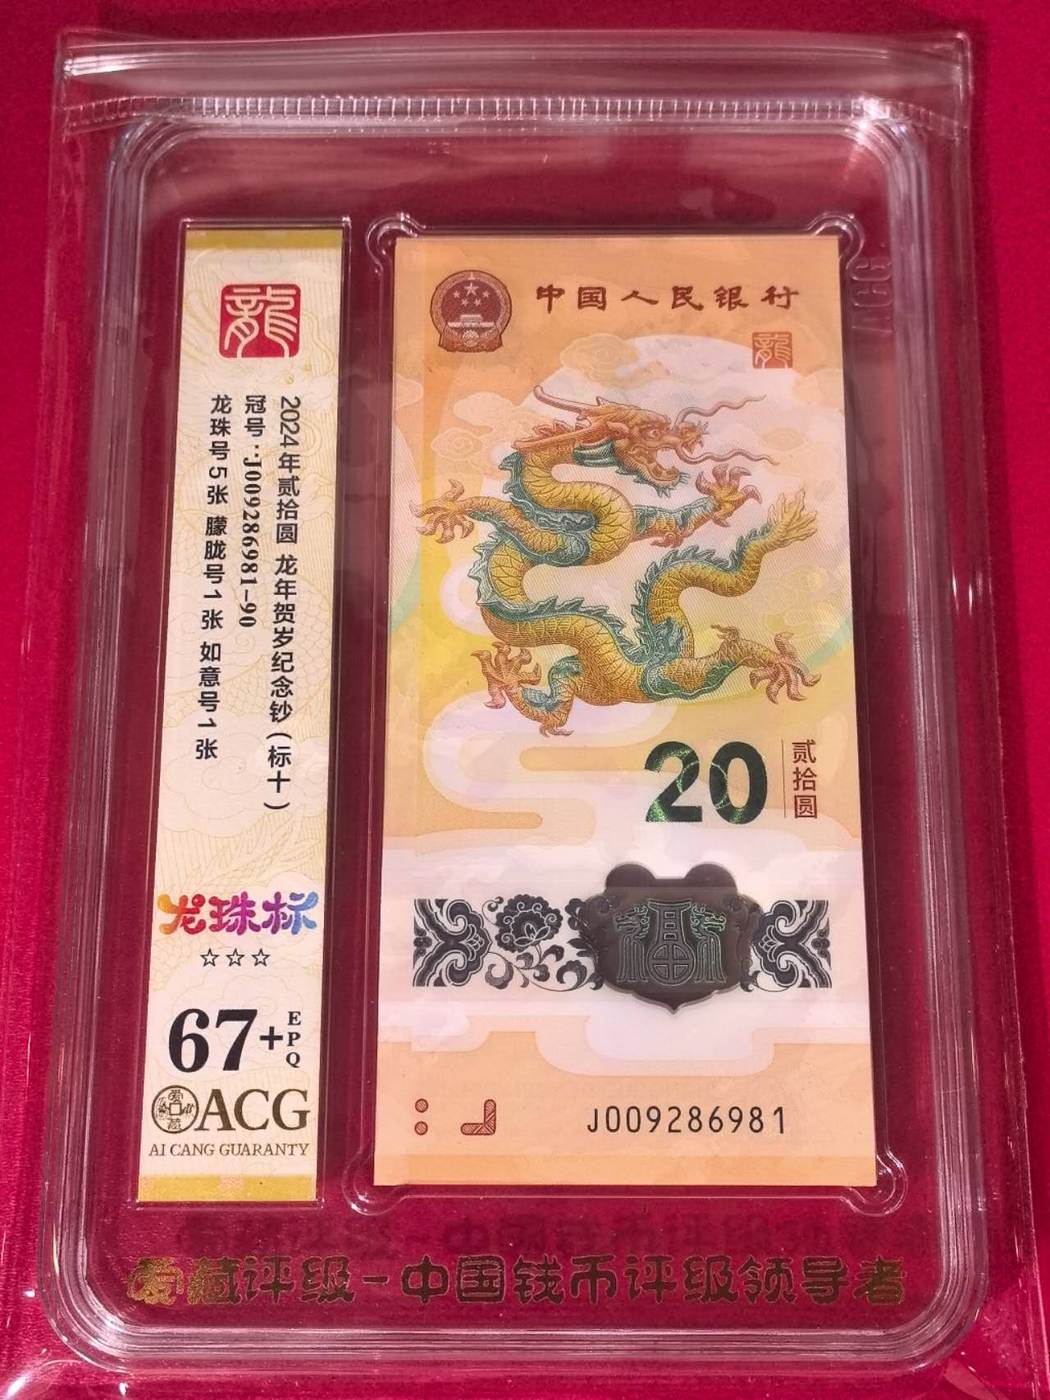 龍
2024年贰拾圆 龙年贺岁纪念钞(标十)
冠号:J009286981-90
龙珠号5张 朦胧号1张 如意号1张
龙珠标
67+
EPQ
ACG
AI CANG GUARANTY
中国人民银行
龍
20
贰拾圆
福
J009286981
爱藏评级-中国钱币评级领导者